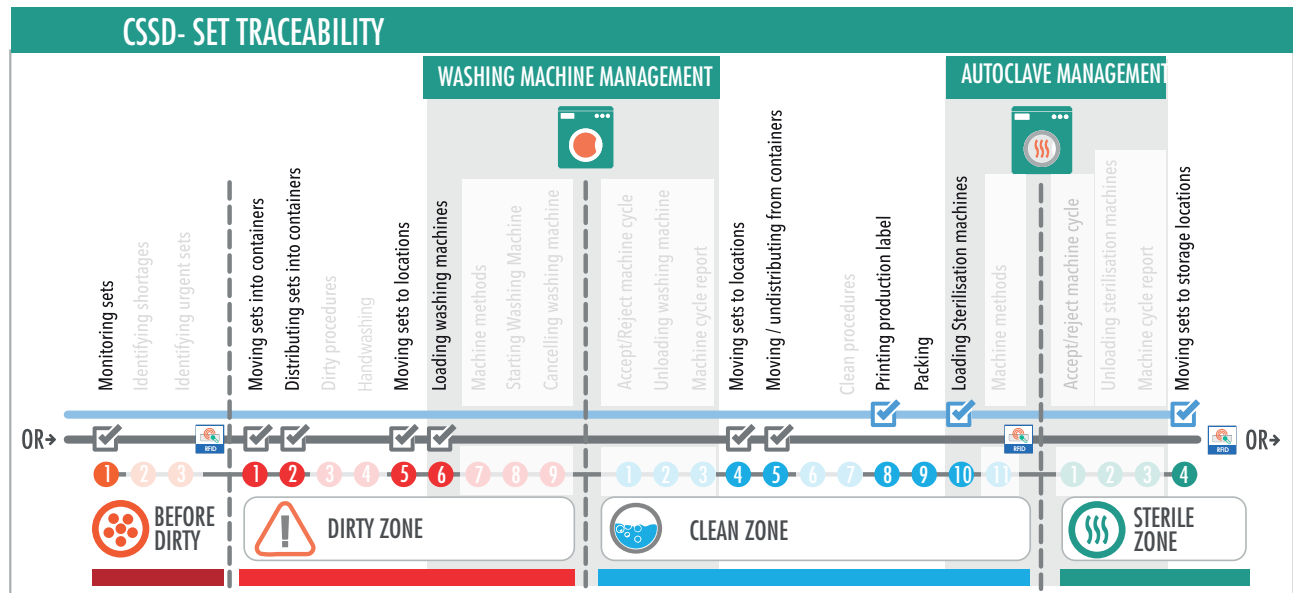 CSSD- SET TRACEABILITY
WASHING MACHINE MANAGEMENT
AUTOCLAVE MANAGEMENT
Monitoring sets
Identifying shortages
Identifying urgent sets
Moving sets into containers
Distributing sets into containers
Dirty procedures
Handwashing
Moving sets to locations
Loading washing machines
Machine methods
Starting Washing Machine
Cancelling washing machine
Accept/Reject machine cycle
Unloading washing machine
Machine cycle report
Moving sets to locations
Moving / undistributing from containers
Clean procedures
Printing production label
Packing
Loading Sterilisation machines
Machine methods
Accept/reject machine cycle
Unloading sterilisation machines
Machine cycle report
Moving sets to storage locations
OR→ RFID RFID RFID OR→
1 2 3 1 2 3 4 5 6 7 8 9 1 2 3 4 5 6 7 8 9 10 11 1 2 3 4
BEFORE
DIRTY
DIRTY ZONE
CLEAN ZONE
STERILE
ZONE